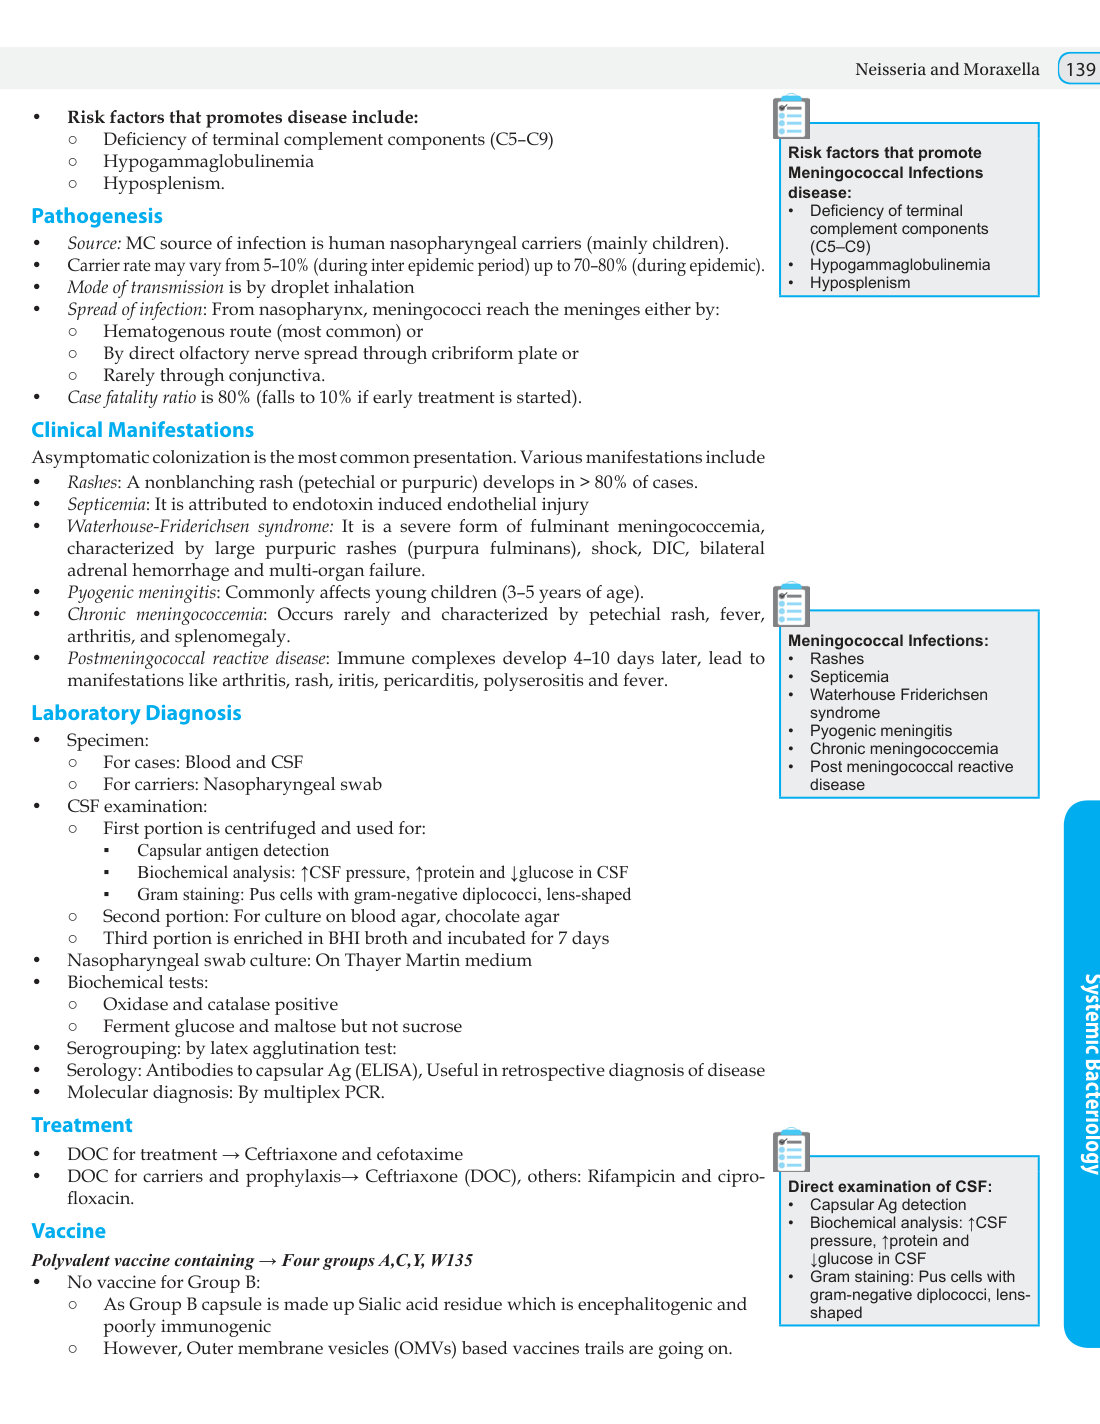 Neisseria and Moraxella 139
• Risk factors that promotes disease include:
○ Deficiency of terminal complement components (C5–C9)
○ Hypogammaglobulinemia
○ Hyposplenism.
Pathogenesis
• Source: MC source of infection is human nasopharyngeal carriers (mainly children).
• Carrier rate may vary from 5–10% (during inter epidemic period) up to 70–80% (during epidemic).
• Mode of transmission is by droplet inhalation
• Spread of infection: From nasopharynx, meningococci reach the meninges either by:
○ Hematogenous route (most common) or
○ By direct olfactory nerve spread through cribriform plate or
○ Rarely through conjunctiva.
• Case fatality ratio is 80% (falls to 10% if early treatment is started).
Clinical Manifestations
Asymptomatic colonization is the most common presentation. Various manifestations include
• Rashes: A nonblanching rash (petechial or purpuric) develops in > 80% of cases.
• Septicemia: It is attributed to endotoxin induced endothelial injury
• Waterhouse-Friderichsen syndrome: It is a severe form of fulminant meningococcemia,
characterized by large purpuric rashes (purpura fulminans), shock, DIC, bilateral
adrenal hemorrhage and multi-organ failure.
• Pyogenic meningitis: Commonly affects young children (3–5 years of age).
• Chronic meningococcemia: Occurs rarely and characterized by petechial rash, fever,
arthritis, and splenomegaly.
• Postmeningococcal reactive disease: Immune complexes develop 4–10 days later, lead to
manifestations like arthritis, rash, iritis, pericarditis, polyserositis and fever.
Laboratory Diagnosis
• Specimen:
○ For cases: Blood and CSF
○ For carriers: Nasopharyngeal swab
• CSF examination:
○ First portion is centrifuged and used for:
▪ Capsular antigen detection
▪ Biochemical analysis: ↑CSF pressure, ↑protein and ↓glucose in CSF
▪ Gram staining: Pus cells with gram-negative diplococci, lens-shaped
○ Second portion: For culture on blood agar, chocolate agar
○ Third portion is enriched in BHI broth and incubated for 7 days
• Nasopharyngeal swab culture: On Thayer Martin medium
• Biochemical tests:
○ Oxidase and catalase positive
○ Ferment glucose and maltose but not sucrose
• Serogrouping: by latex agglutination test:
• Serology: Antibodies to capsular Ag (ELISA), Useful in retrospective diagnosis of disease
• Molecular diagnosis: By multiplex PCR.
Treatment
• DOC for treatment → Ceftriaxone and cefotaxime
• DOC for carriers and prophylaxis→ Ceftriaxone (DOC), others: Rifampicin and cipro-
floxacin.
Vaccine
Polyvalent vaccine containing → Four groups A,C,Y, W135
• No vaccine for Group B:
○ As Group B capsule is made up Sialic acid residue which is encephalitogenic and
poorly immunogenic
○ However, Outer membrane vesicles (OMVs) based vaccines trails are going on.
Risk factors that promote
Meningococcal Infections
disease:
• Deficiency of terminal
complement components
(C5–C9)
• Hypogammaglobulinemia
• Hyposplenism
Meningococcal Infections:
• Rashes
• Septicemia
• Waterhouse Friderichsen
syndrome
• Pyogenic meningitis
• Chronic meningococcemia
• Post meningococcal reactive
disease
Direct examination of CSF:
• Capsular Ag detection
• Biochemical analysis: ↑CSF
pressure, ↑protein and
↓glucose in CSF
• Gram staining: Pus cells with
gram-negative diplococci, lens-
shaped
Systemic Bacteriology